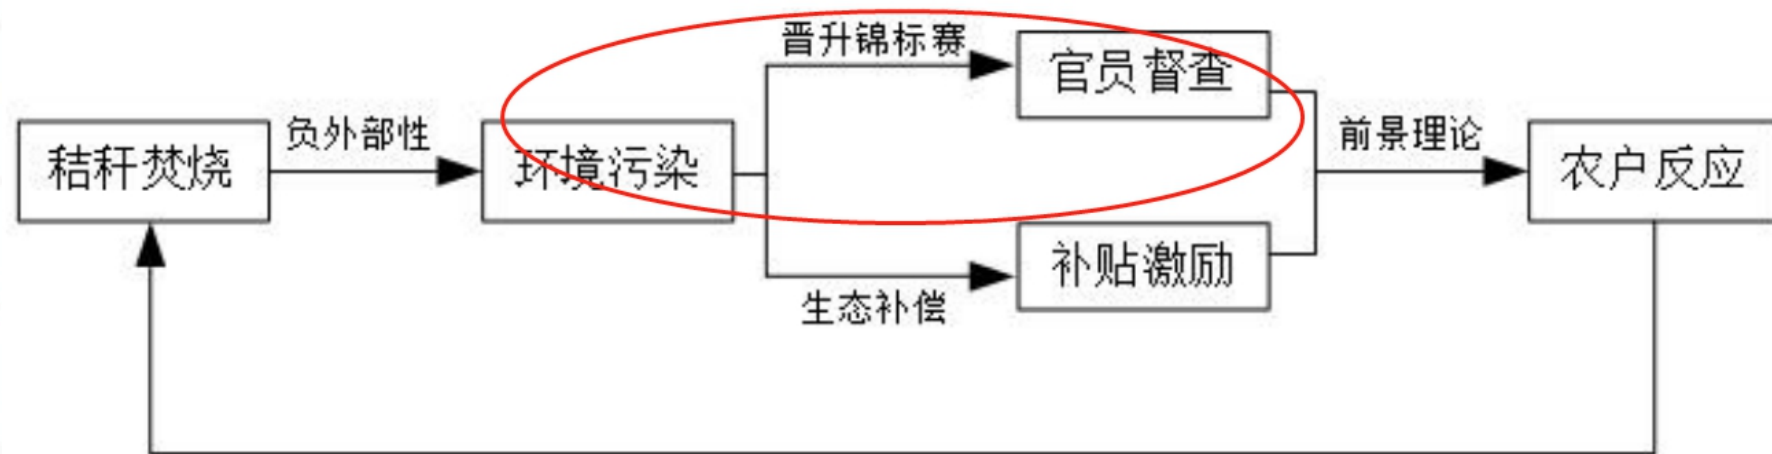 晋升锦标赛
官员督查
负外部性
前景理论
秸秆焚烧
环境污染
农户反应
补贴激励
生态补偿